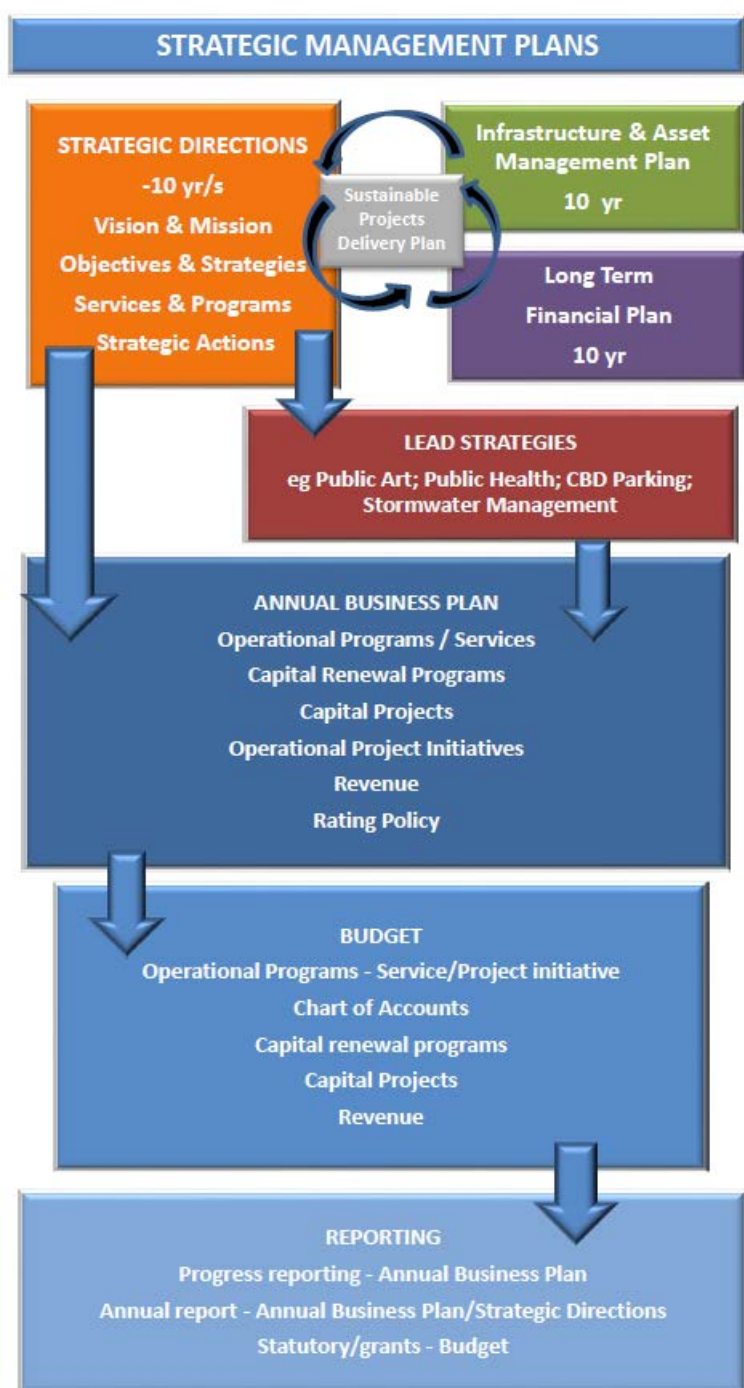 STRATEGIC MANAGEMENT PLANS
STRATEGIC DIRECTIONS
-10 yr/s
Vision & Mission
Objectives & Strategies
Services & Programs
Strategic Actions
Sustainable
Projects
Delivery Plan
Infrastructure & Asset
Management Plan
10 yr
Long Term
Financial Plan
10 yr
LEAD STRATEGIES
eg Public Art; Public Health; CBD Parking;
Stormwater Management
ANNUAL BUSINESS PLAN
Operational Programs / Services
Capital Renewal Programs
Capital Projects
Operational Project Initiatives
Revenue
Rating Policy
BUDGET
Operational Programs - Service/Project initiative
Chart of Accounts
Capital renewal programs
Capital Projects
Revenue
REPORTING
Progress reporting - Annual Business Plan
Annual report - Annual Business Plan/Strategic Directions
Statutory/grants - Budget